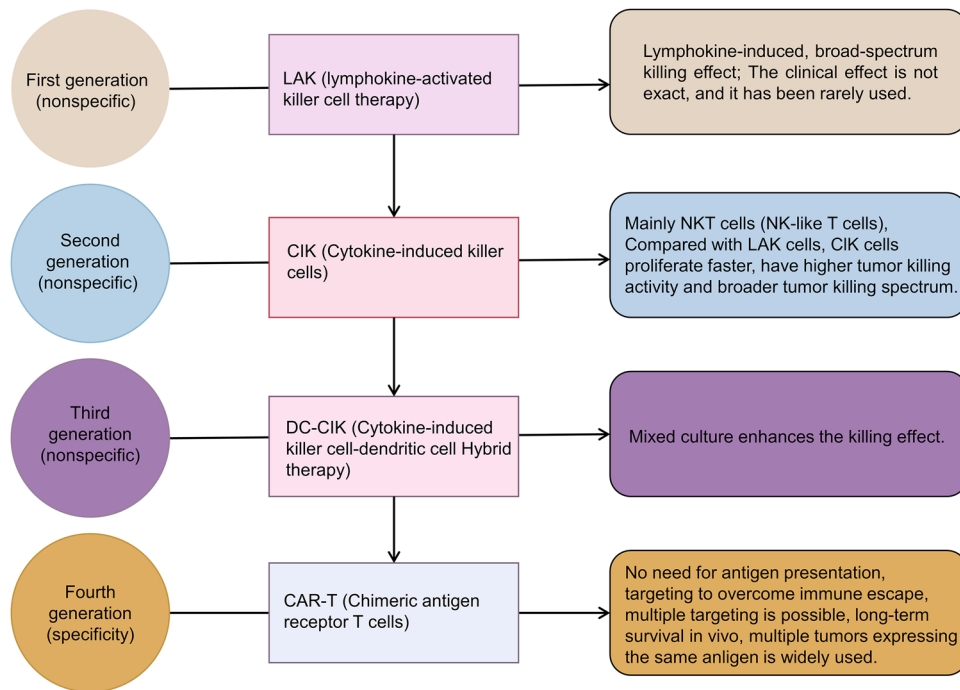 First generation
(nonspecific)
LAK (lymphokine-activated
killer cell therapy)
Lymphokine-induced, broad-spectrum
killing effect; The clinical effect is not
exact, and it has been rarely used.
Second
generation
(nonspecific)
CIK (Cytokine-induced killer
cells)
Mainly NKT cells (NK-like T cells),
Compared with LAK cells, CIK cells
proliferate faster, have higher tumor killing
activity and broader tumor killing spectrum.
Third
generation
(nonspecific)
DC-CIK (Cytokine-induced
killer cell-dendritic cell Hybrid
therapy)
Mixed culture enhances the killing effect.
Fourth
generation
(specificity)
CAR-T (Chimeric antigen
receptor T cells)
No need for antigen presentation,
targeting to overcome immune escape,
multiple targeting is possible, long-term
survival in vivo, multiple tumors expressing
the same anligen is widely used.